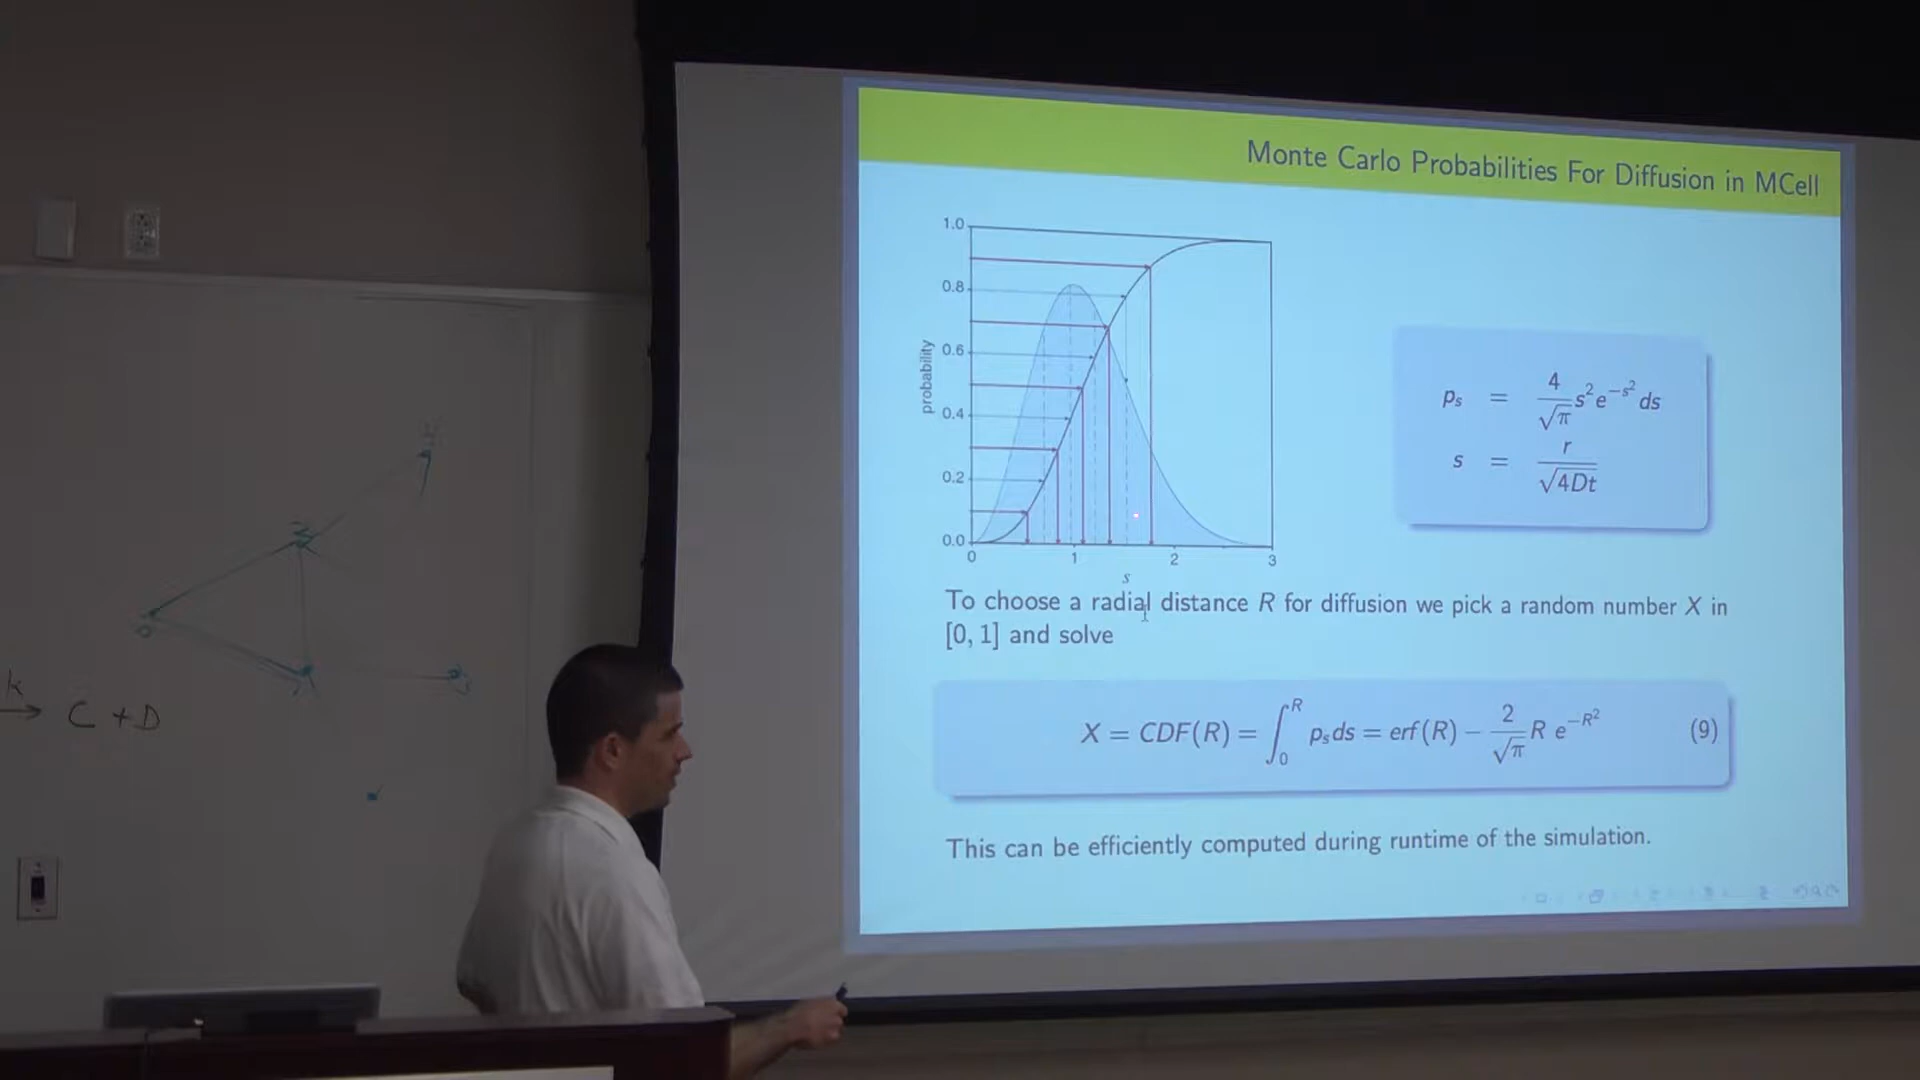 Monte Carlo Probabilities For Diffusion in MCell
1.0
0.8
0.6
0.4
0.2
0.0
probability
0 1 2 3
s
p_s = 4/√π s² e^{-s²} ds
s = r/√4Dt
To choose a radial distance R for diffusion we pick a random number X in
[0, 1] and solve
X = CDF(R) = ∫₀ᴿ p_s ds = erf(R) − 2/√π R e^{−R²} (9)
This can be efficiently computed during runtime of the simulation.
k
→ C + D